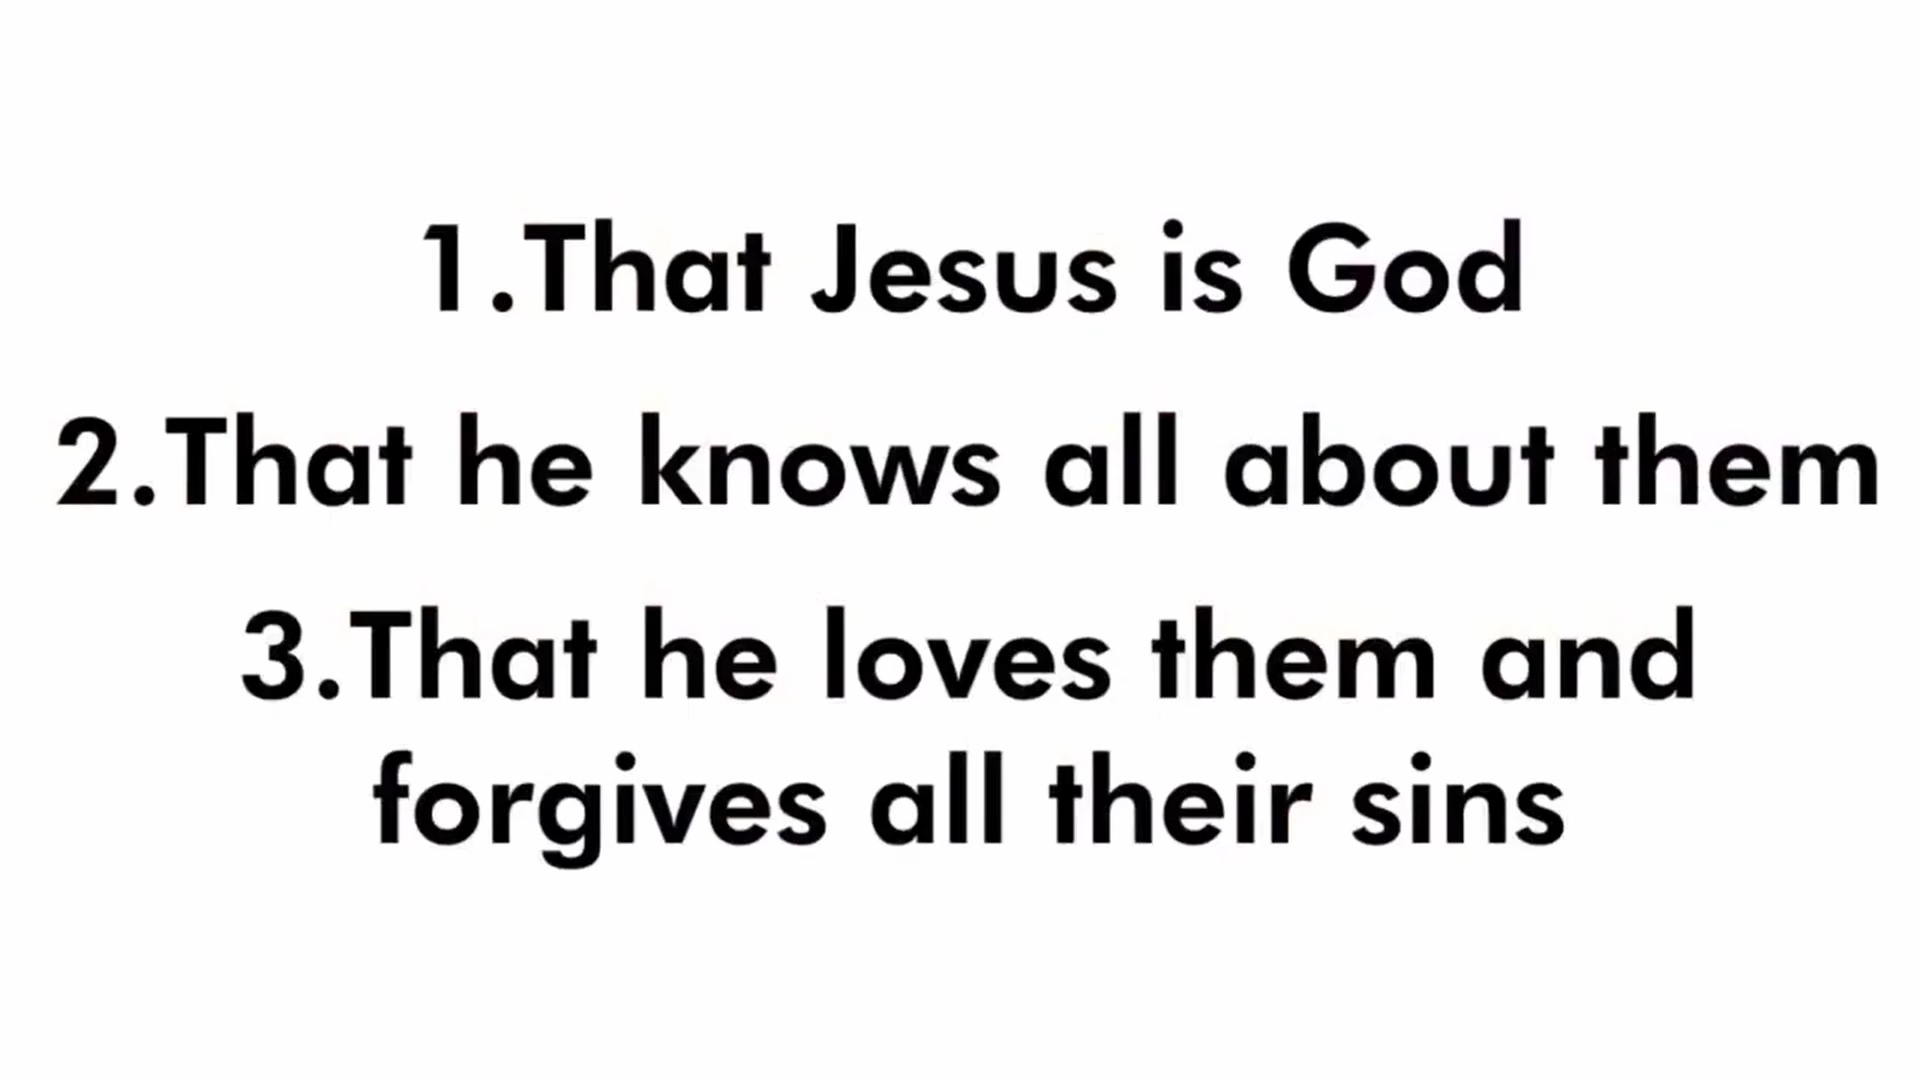 1.That Jesus is God
2.That he knows all about them
3.That he loves them and
forgives all their sins